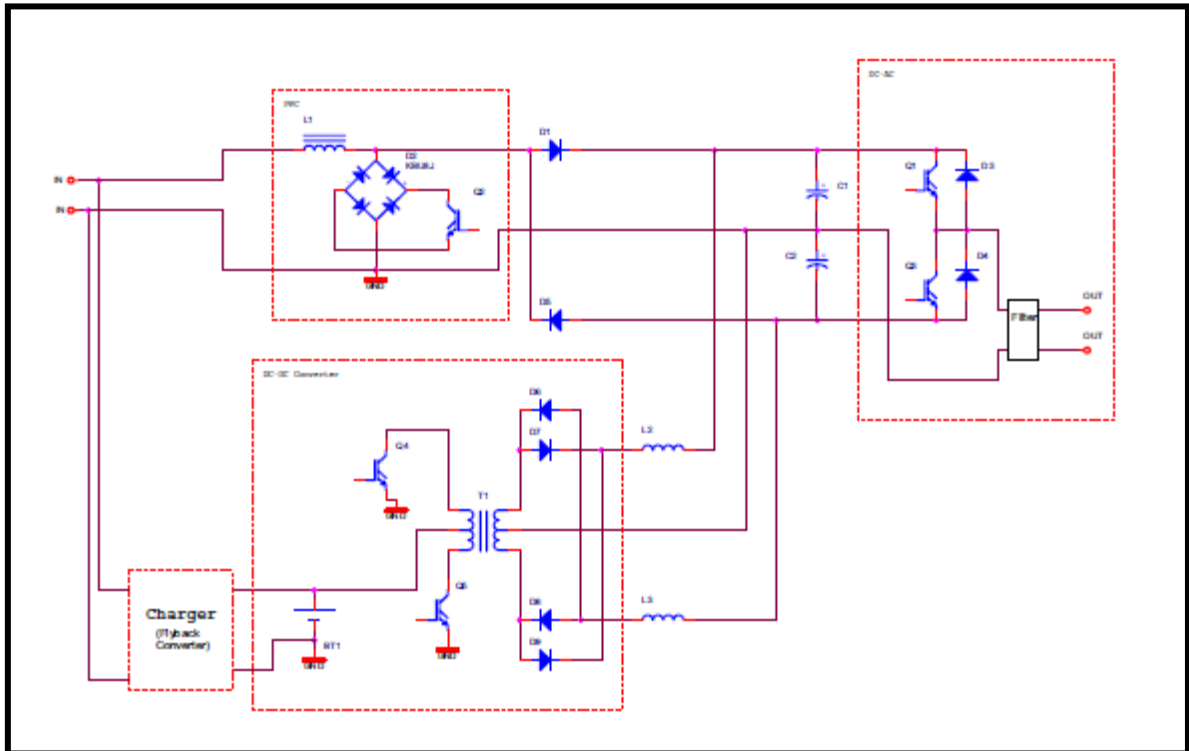 DC-AC
PFC
L1
D1
D2
KBU8J
Q1
D3
IN
Q2
C1
IN
C2
Q3
D4
GND
D5
OUT
Filter
OUT
DC-DC Converter
D6
D7
L2
Q4
T1
GND
Q5
D8
L3
Charger
(Flyback
Converter)
BT1
D9
GND
GND